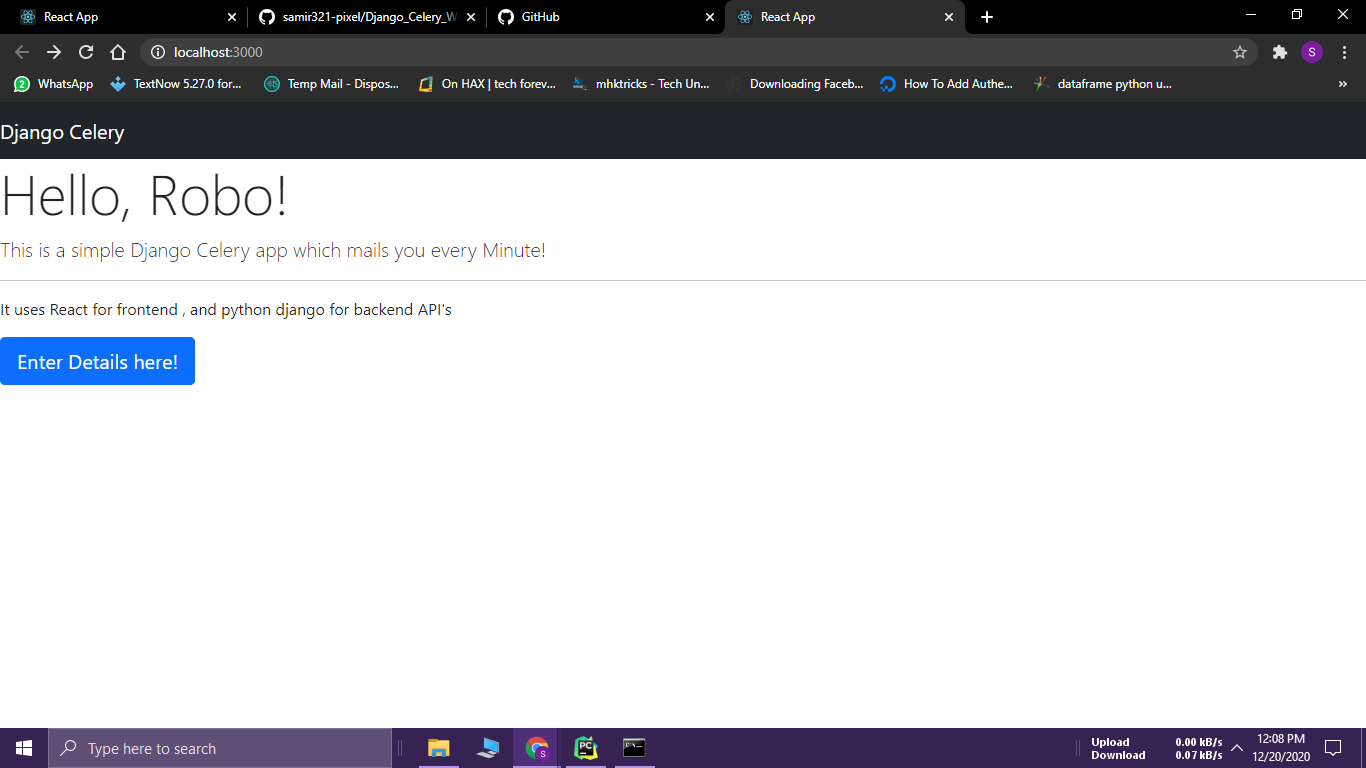 React App
samir321-pixel/Django_Celery_W
GitHub
React App
localhost:3000
S
2
WhatsApp
TextNow 5.27.0 for...
Temp Mail - Dispos...
On HAX | tech forev...
mhktricks - Tech Un...
Downloading Faceb...
How To Add Authe...
dataframe python u...
»
Django Celery
Hello, Robo!
This is a simple Django Celery app which mails you every Minute!
It uses React for frontend , and python django for backend API's
Enter Details here!
Type here to search
S
PC
Upload 0.00 kB/s
Download 0.07 kB/s
12:08 PM
12/20/2020